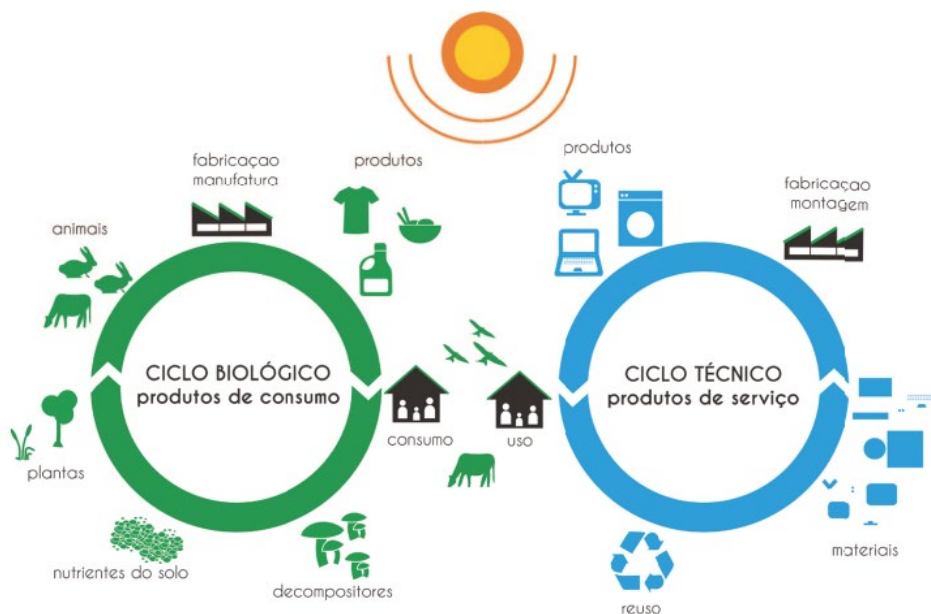 fabricaçao
manufatura
produtos
animais
CICLO BIOLÓGICO
produtos de consumo
consumo
plantas
nutrientes do solo
decompositores
produtos
fabricaçao
montagem
CICLO TÉCNICO
produtos de serviço
uso
materiais
reuso